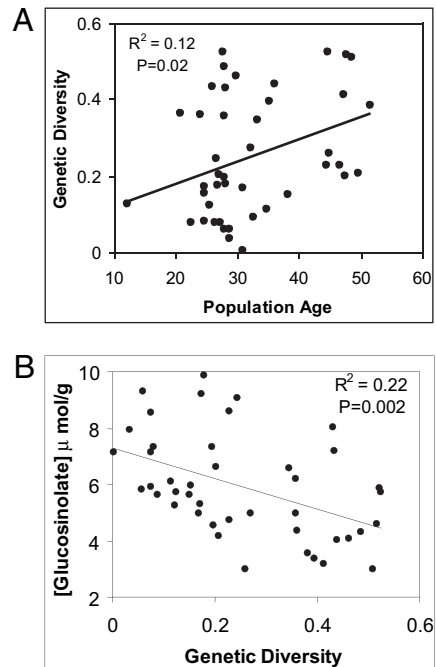 A
0.6
R² = 0.12
P=0.02
0.4
Genetic Diversity
0.2
0
10 20 30 40 50 60
Population Age
B
10
R² = 0.22
P=0.002
8
[Glucosinolate] μ mol/g
6
4
2
0 0.2 0.4 0.6
Genetic Diversity